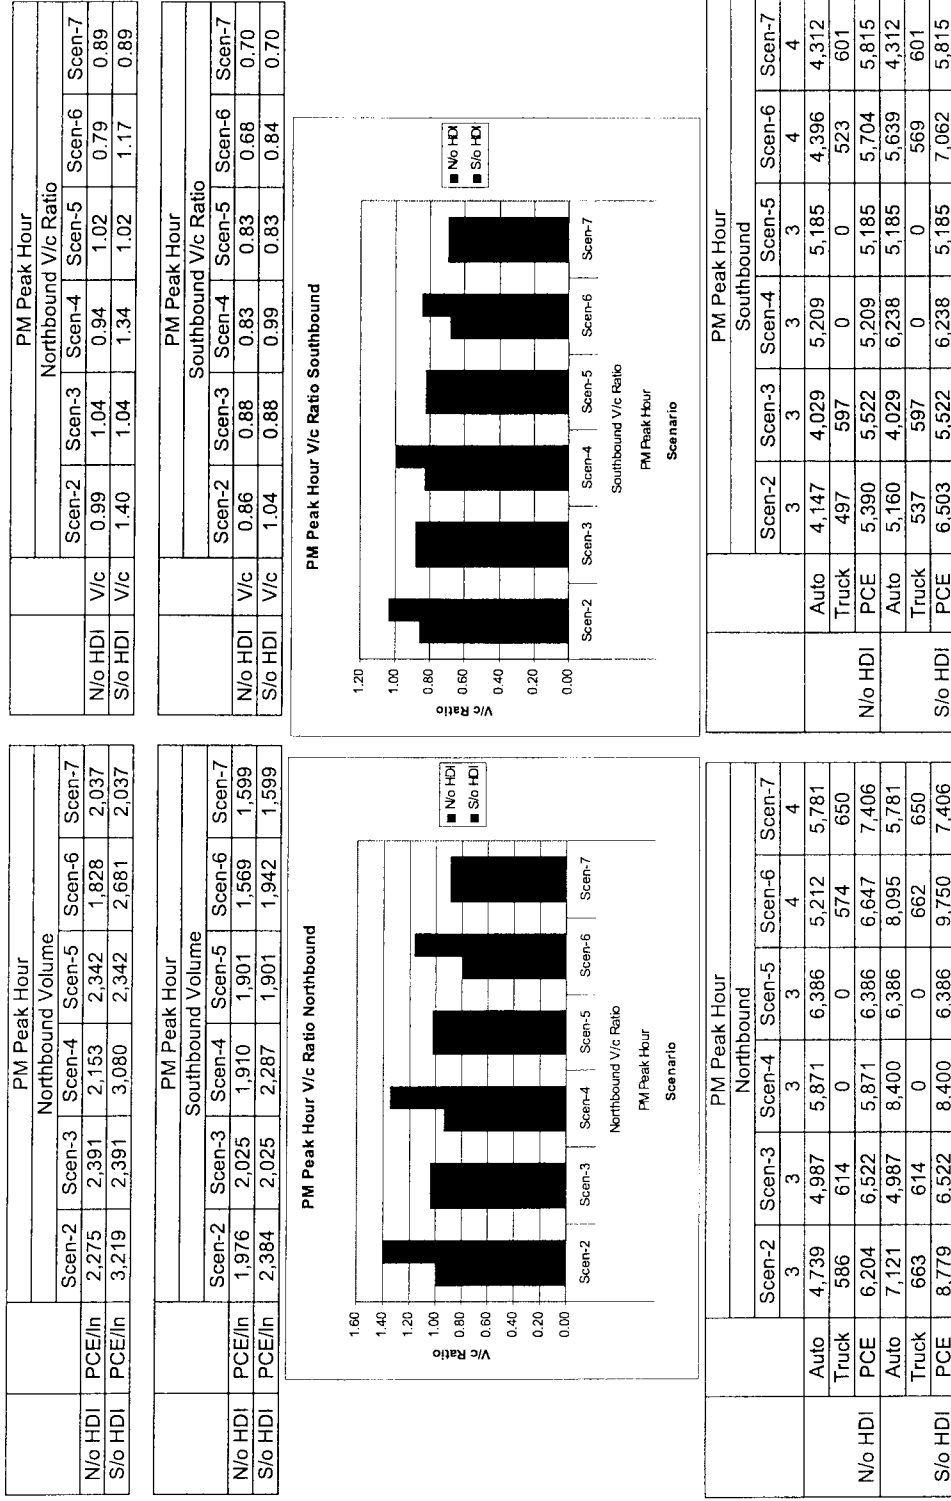 PM Peak Hour
Northbound Volume
Scen-2 Scen-3 Scen-4 Scen-5 Scen-6 Scen-7
N/o HDI PCE/ln 2,275 2,391 2,153 2,342 1,828 2,037
S/o HDI PCE/ln 3,219 2,391 3,080 2,342 2,681 2,037
PM Peak Hour
Southbound Volume
Scen-2 Scen-3 Scen-4 Scen-5 Scen-6 Scen-7
N/o HDI PCE/ln 1,976 2,025 1,910 1,901 1,569 1,599
S/o HDI PCE/ln 2,384 2,025 2,287 1,901 1,942 1,599
PM Peak Hour V/c Ratio Northbound
1.60
1.40
1.20
1.00
0.80
0.60
0.40
0.20
0.00
V/c Ratio
Scen-2 Scen-3 Scen-4 Scen-5 Scen-6 Scen-7
Northbound V/c Ratio
PM Peak Hour
Scenario
N/o HDI
S/o HDI
PM Peak Hour
Northbound
Scen-2 Scen-3 Scen-4 Scen-5 Scen-6 Scen-7
3 3 3 3 4 4
Auto 4,739 4,987 5,871 6,386 5,212 5,781
Truck 586 614 0 0 574 650
N/o HDI PCE 6,204 6,522 5,871 6,386 6,647 7,406
Auto 7,121 4,987 8,400 6,386 8,095 5,781
Truck 663 614 0 0 662 650
S/o HDI PCE 8,779 6,522 8,400 6,386 9,750 7,406
PM Peak Hour
Northbound V/c Ratio
Scen-2 Scen-3 Scen-4 Scen-5 Scen-6 Scen-7
N/o HDI V/c 0.99 1.04 0.94 1.02 0.79 0.89
S/o HDI V/c 1.40 1.04 1.34 1.02 1.17 0.89
PM Peak Hour
Southbound V/c Ratio
Scen-2 Scen-3 Scen-4 Scen-5 Scen-6 Scen-7
N/o HDI V/c 0.86 0.88 0.83 0.83 0.68 0.70
S/o HDI V/c 1.04 0.88 0.99 0.83 0.84 0.70
PM Peak Hour V/c Ratio Southbound
1.20
1.00
0.80
0.60
0.40
0.20
0.00
V/c Ratio
Scen-2 Scen-3 Scen-4 Scen-5 Scen-6 Scen-7
Southbound V/c Ratio
PM Peak Hour
Scenario
N/o HDI
S/o HDI
PM Peak Hour
Southbound
Scen-2 Scen-3 Scen-4 Scen-5 Scen-6 Scen-7
3 3 3 3 4 4
Auto 4,147 4,029 5,209 5,185 4,396 4,312
Truck 497 597 0 0 523 601
N/o HDI PCE 5,390 5,522 5,209 5,185 5,704 5,815
Auto 5,160 4,029 6,238 5,185 5,639 4,312
Truck 537 597 0 0 569 601
S/o HDI PCE 6,503 5,522 6,238 5,185 7,062 5,815